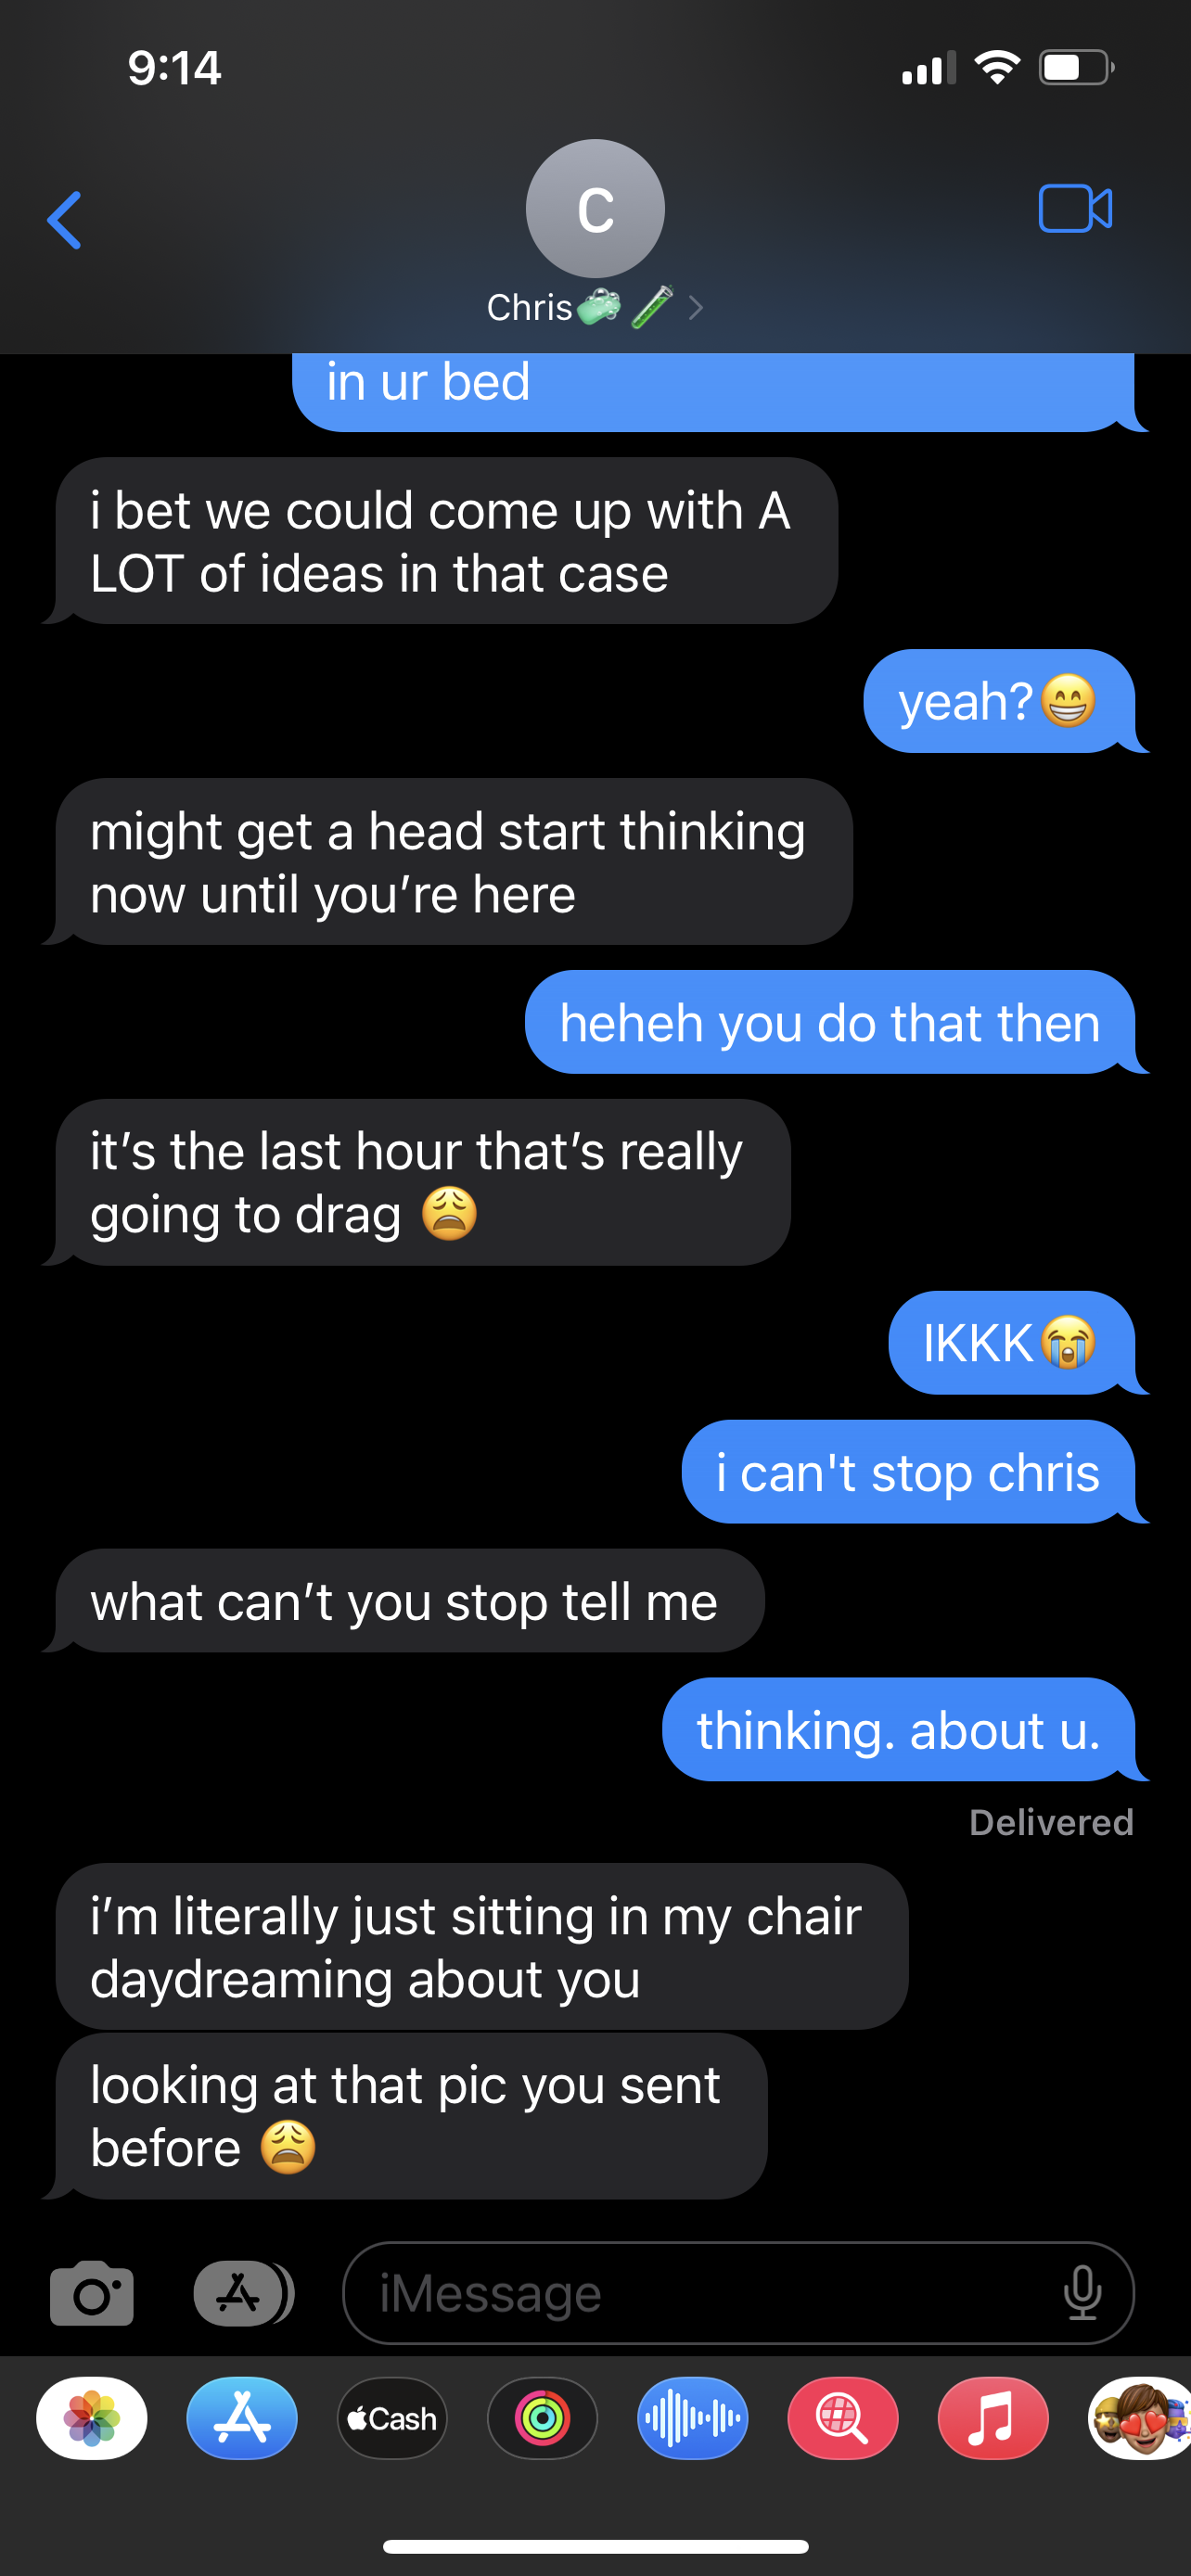 9:14
C
Chris🧼🧪
in ur bed
i bet we could come up with A
LOT of ideas in that case
yeah?😁
might get a head start thinking
now until you’re here
heheh you do that then
it’s the last hour that’s really
going to drag 😩
IKKK😭
i can't stop chris
what can’t you stop tell me
thinking. about u.
Delivered
i’m literally just sitting in my chair
daydreaming about you
looking at that pic you sent
before 😩
iMessage
Cash